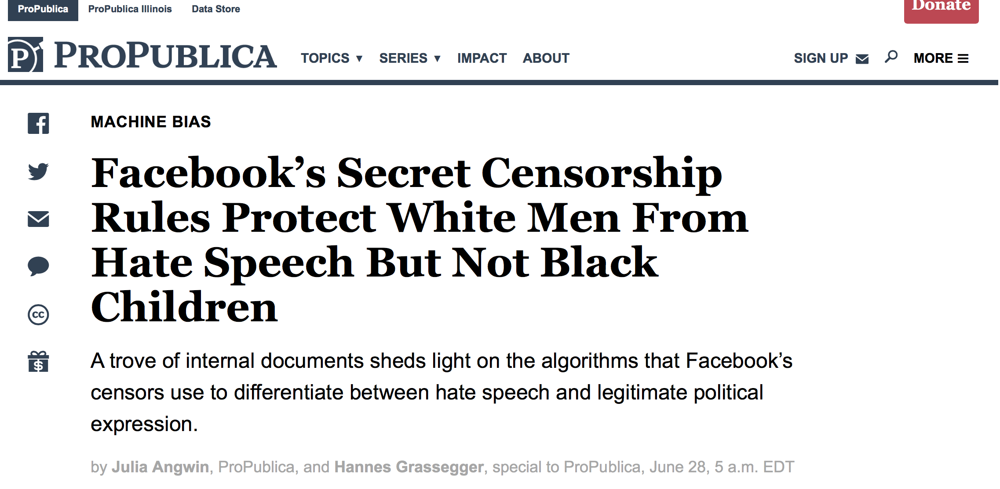 ProPublica ProPublica Illinois Data Store Donate
P PROPUBLICA TOPICS ▼ SERIES ▼ IMPACT ABOUT SIGN UP MORE
MACHINE BIAS
Facebook’s Secret Censorship
Rules Protect White Men From
Hate Speech But Not Black
Children
A trove of internal documents sheds light on the algorithms that Facebook’s
censors use to differentiate between hate speech and legitimate political
expression.
by Julia Angwin, ProPublica, and Hannes Grassegger, special to ProPublica, June 28, 5 a.m. EDT